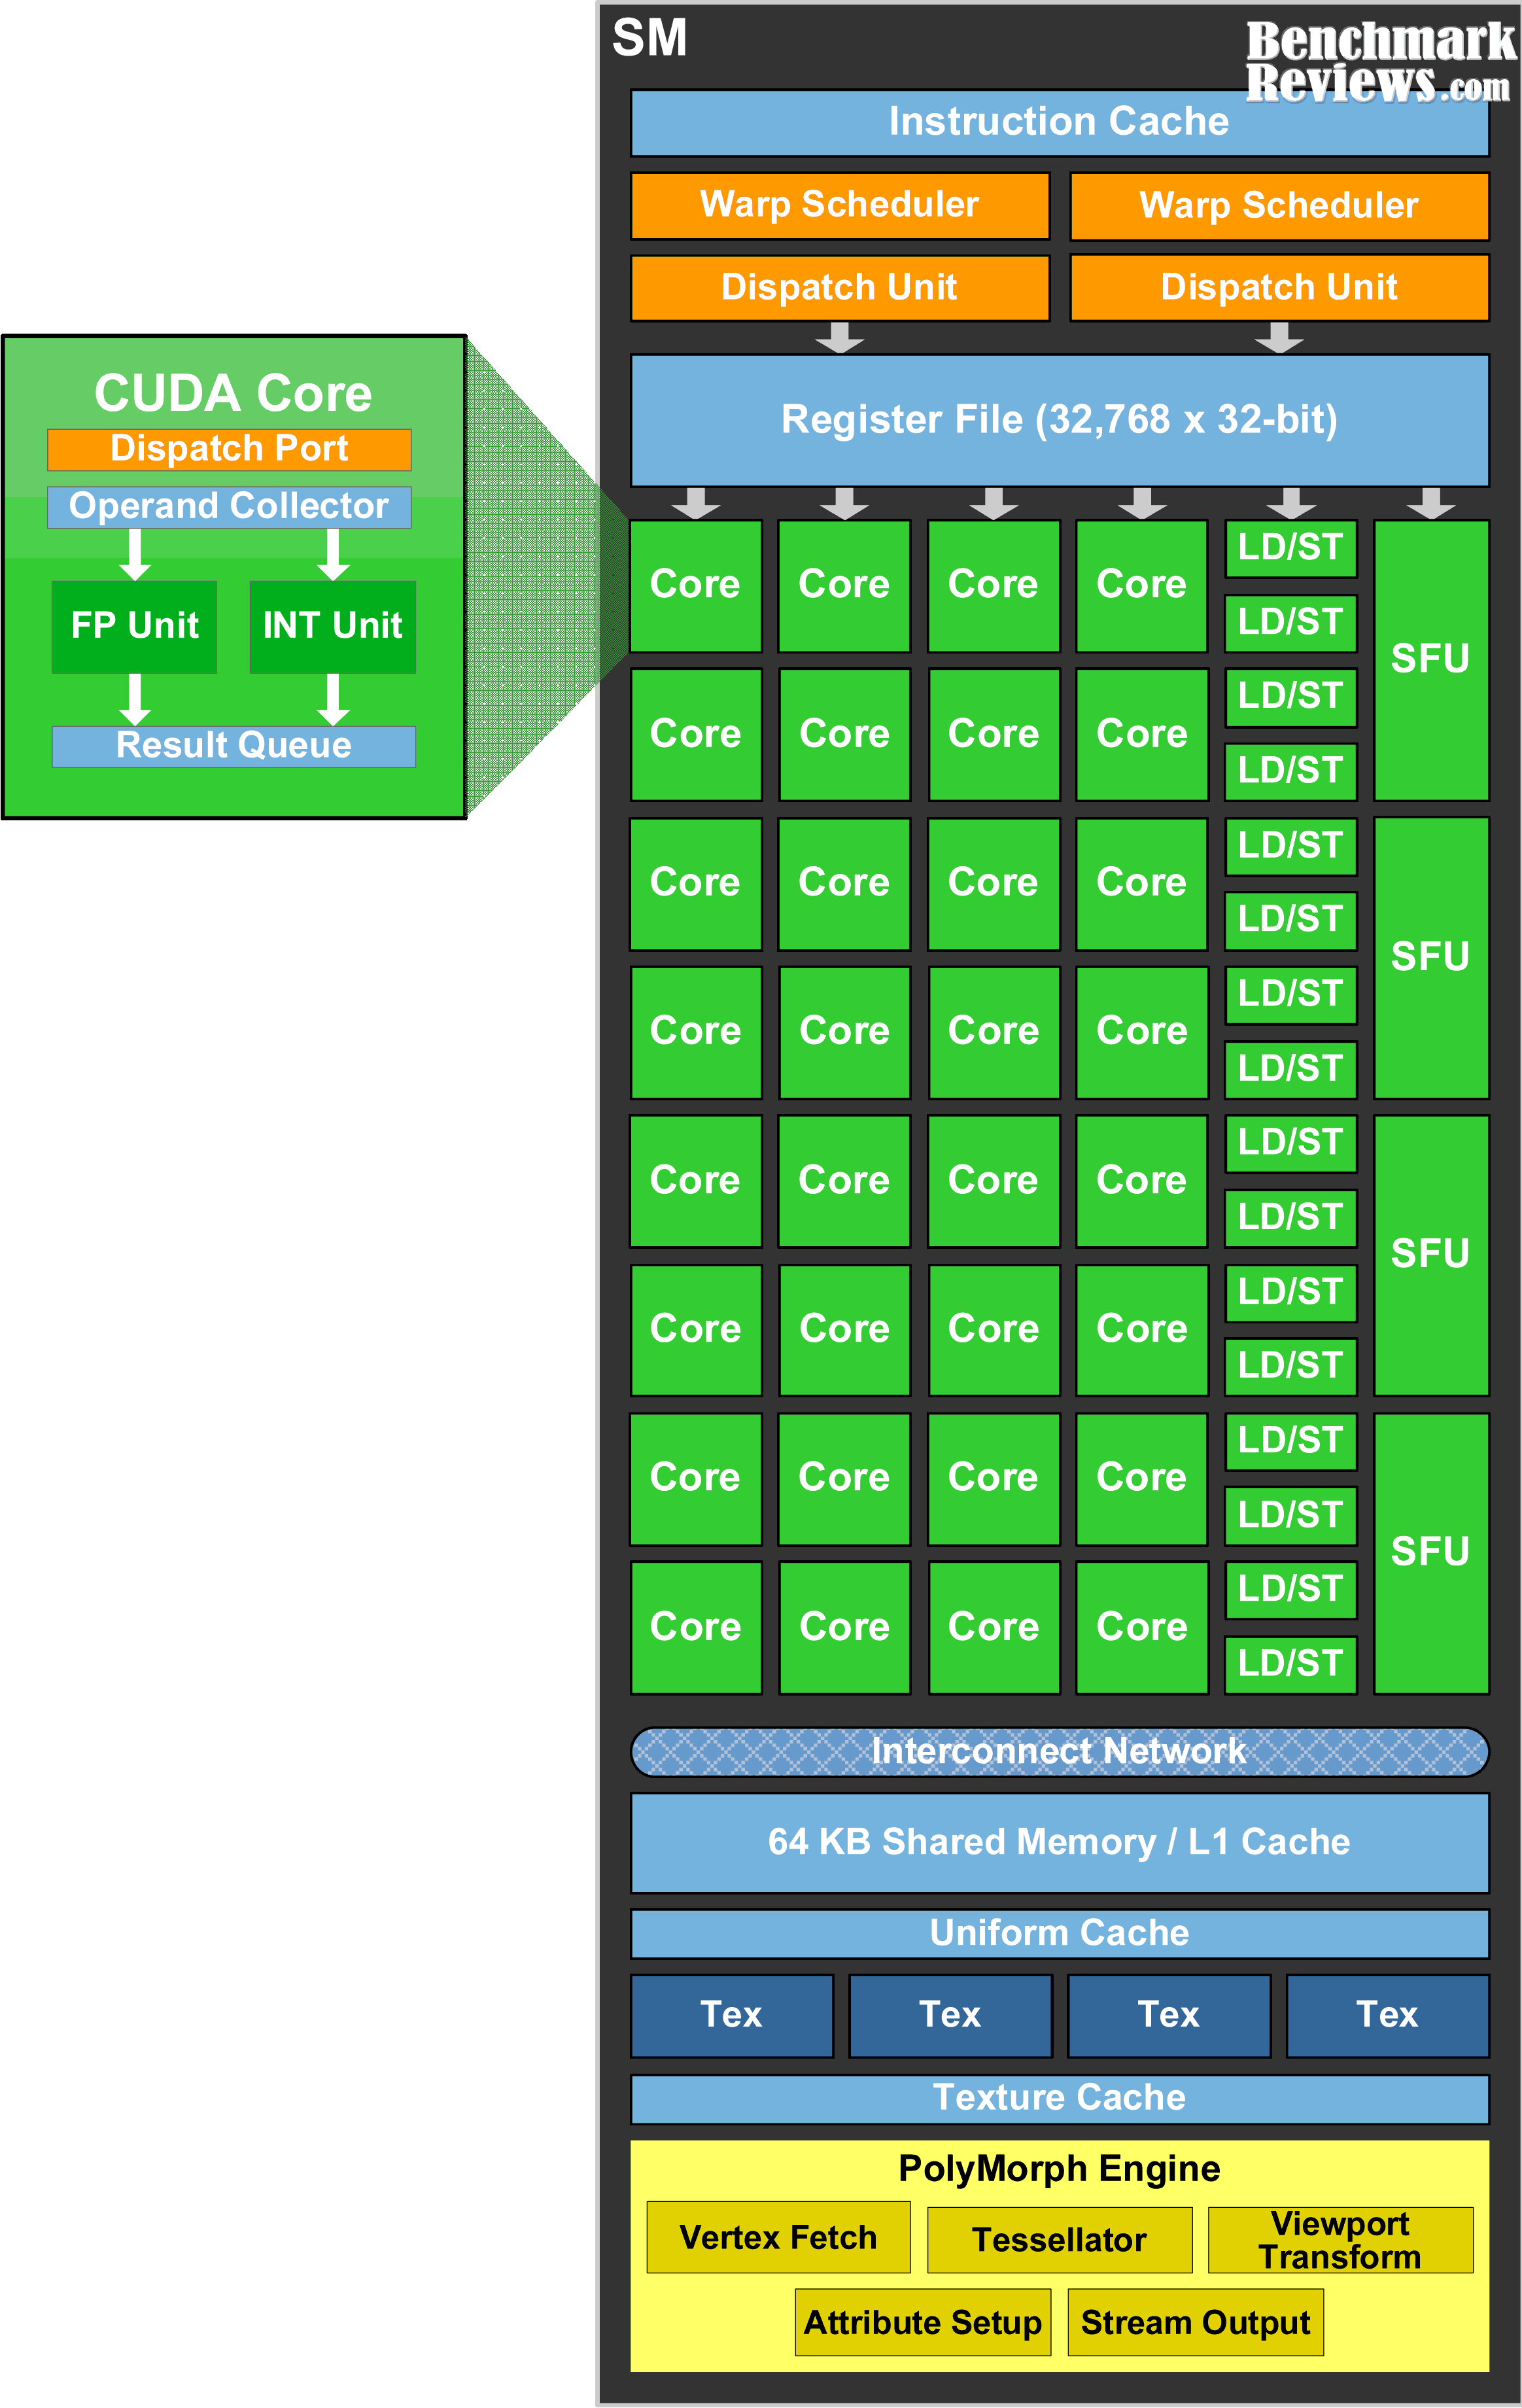 SM
Benchmark
Reviews.com
Instruction Cache
Warp Scheduler Warp Scheduler
Dispatch Unit Dispatch Unit
Register File (32,768 x 32-bit)
CUDA Core
Dispatch Port
Operand Collector
FP Unit INT Unit
Result Queue
Core Core Core Core LD/ST
LD/ST
SFU
Core Core Core Core LD/ST
LD/ST
Core Core Core Core LD/ST
LD/ST
SFU
Core Core Core Core LD/ST
LD/ST
Core Core Core Core LD/ST
LD/ST
SFU
Core Core Core Core LD/ST
LD/ST
Core Core Core Core LD/ST
LD/ST
SFU
Core Core Core Core LD/ST
LD/ST
Interconnect Network
64 KB Shared Memory / L1 Cache
Uniform Cache
Tex Tex Tex Tex
Texture Cache
PolyMorph Engine
Vertex Fetch Tessellator Viewport
Transform
Attribute Setup Stream Output